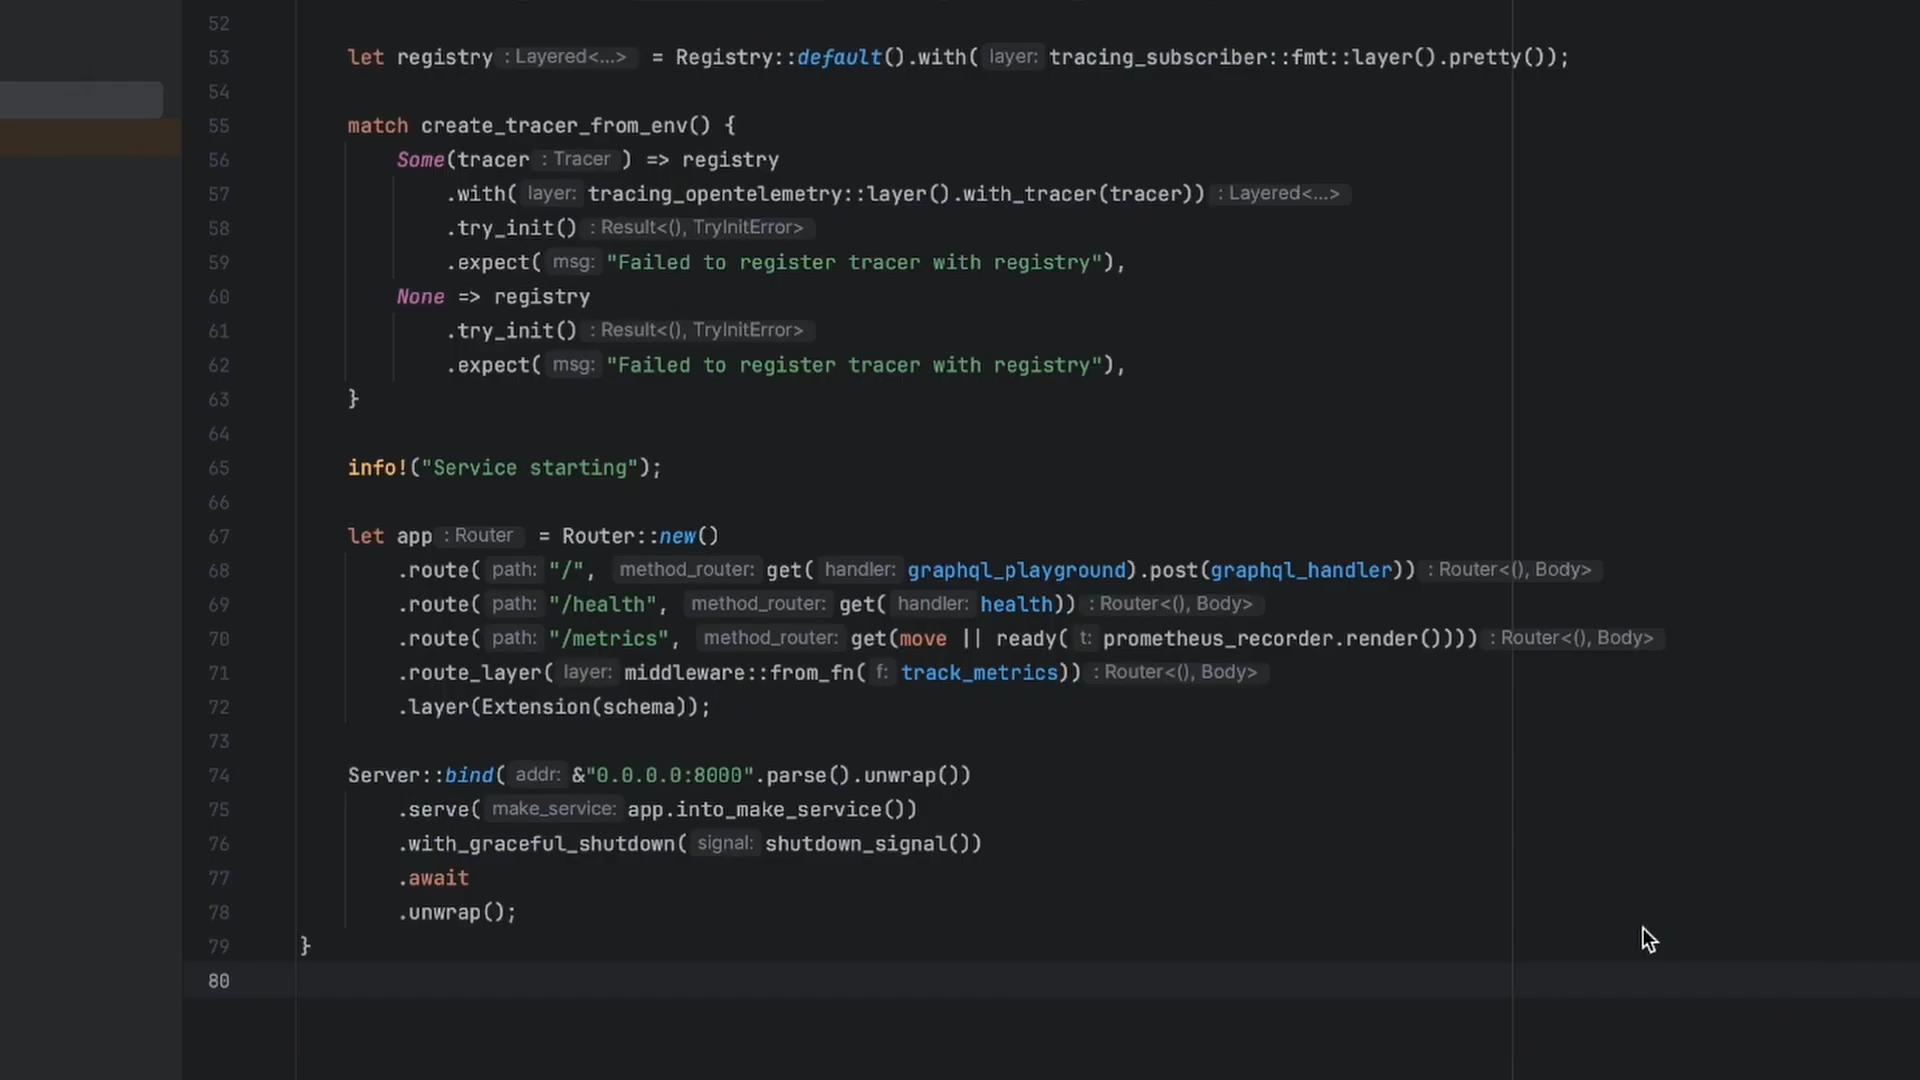 52
53 let registry : Layered<...> = Registry::default().with( layer: tracing_subscriber::fmt::layer().pretty());
54
55 match create_tracer_from_env() {
56 Some(tracer : Tracer ) => registry
57 .with( layer: tracing_opentelemetry::layer().with_tracer(tracer)) : Layered<...>
58 .try_init() : Result<(), TryInitError>
59 .expect( msg: "Failed to register tracer with registry"),
60 None => registry
61 .try_init() : Result<(), TryInitError>
62 .expect( msg: "Failed to register tracer with registry"),
63 }
64
65 info!("Service starting");
66
67 let app : Router = Router::new()
68 .route( path: "/", method_router: get( handler: graphql_playground).post(graphql_handler)) : Router<(), Body>
69 .route( path: "/health", method_router: get( handler: health)) : Router<(), Body>
70 .route( path: "/metrics", method_router: get(move || ready( t: prometheus_recorder.render()))) : Router<(), Body>
71 .route_layer( layer: middleware::from_fn( f: track_metrics)) : Router<(), Body>
72 .layer(Extension(schema));
73
74 Server::bind( addr: &"0.0.0.0:8000".parse().unwrap())
75 .serve( make_service: app.into_make_service())
76 .with_graceful_shutdown( signal: shutdown_signal())
77 .await
78 .unwrap();
79 }
80